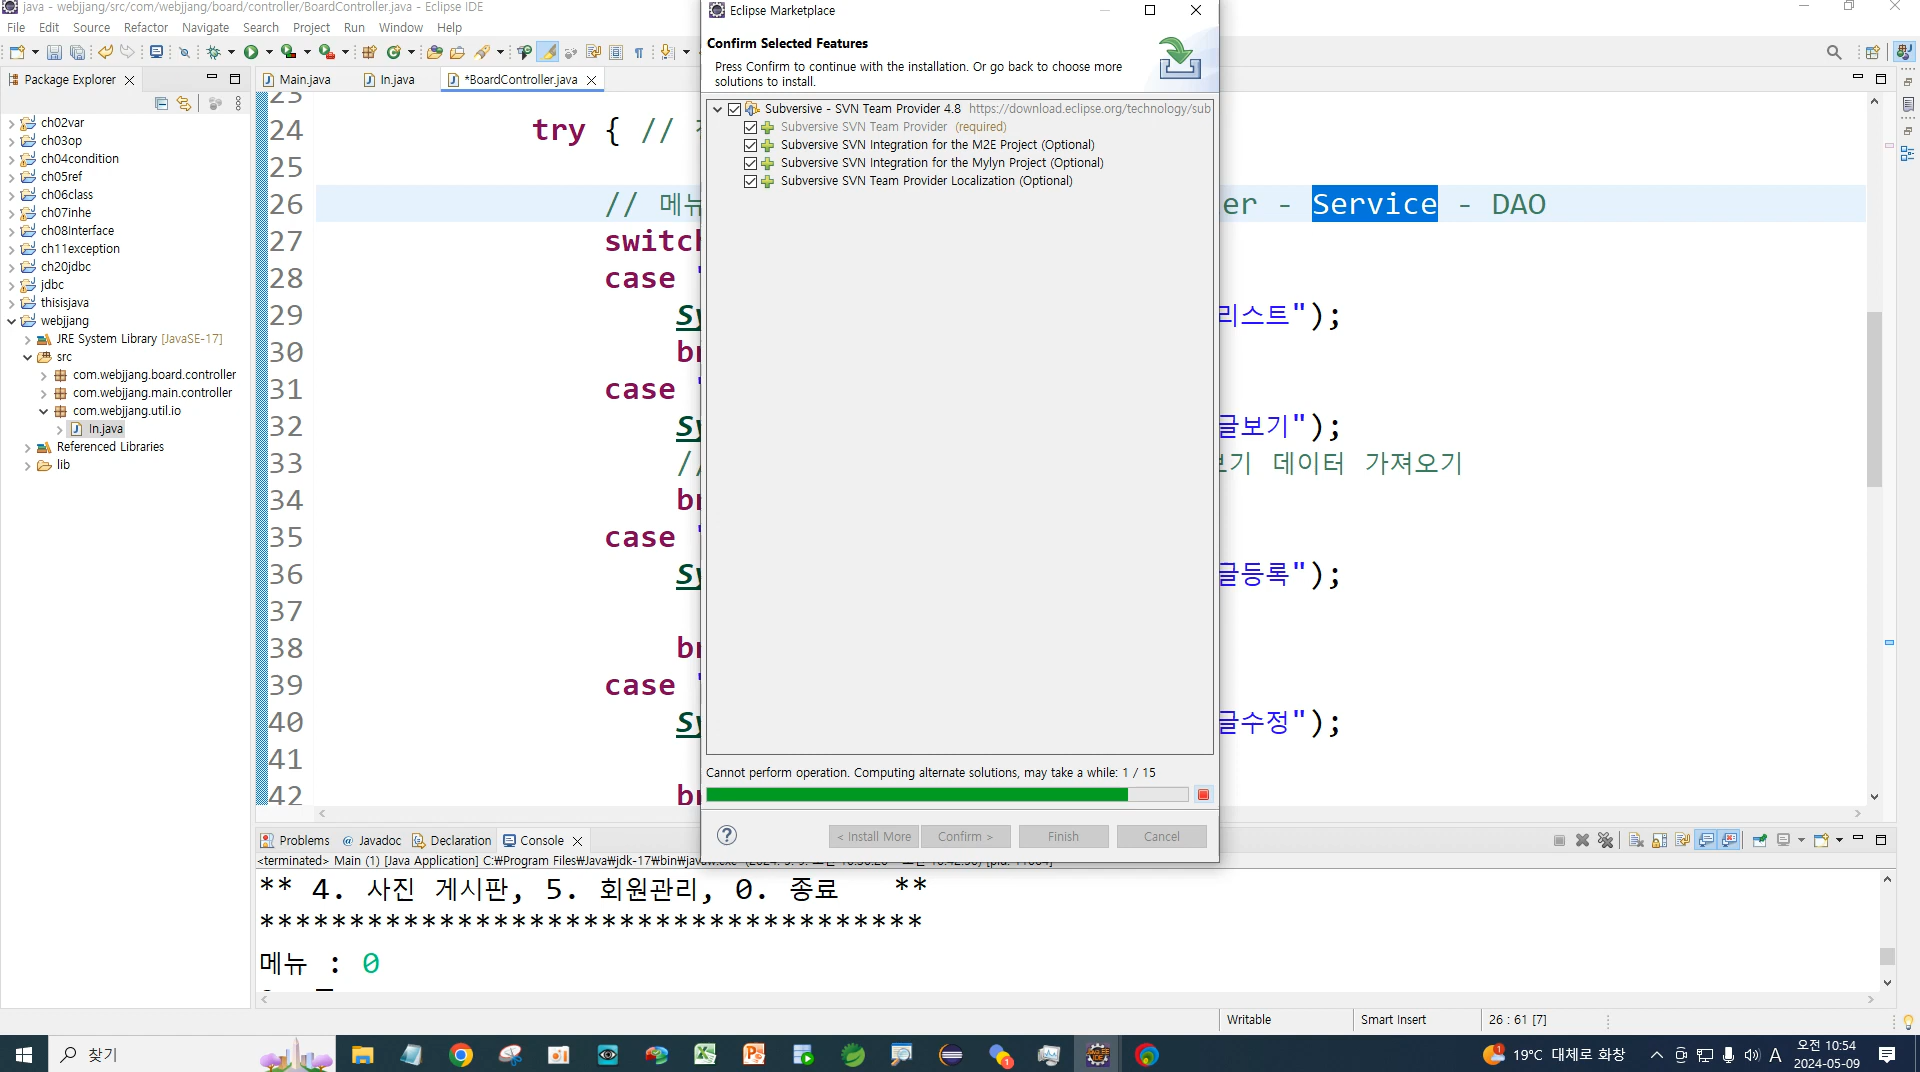 java - webjjang/src/com/webjjang/board/controller/BoardController.java - Eclipse IDE
File Edit Source Refactor Navigate Search Project Run Window Help
Package Explorer
ch02var
ch03op
ch04condition
ch05ref
ch06class
ch07inhe
ch08Interface
ch11exception
ch20jdbc
jdbc
thisisjava
webjjang
JRE System Library [JavaSE-17]
src
com.webjjang.board.controller
com.webjjang.main.controller
com.webjjang.util.io
In.java
Referenced Libraries
lib
Main.java In.java *BoardController.java
23
24 try { //
25
26 // 메뉴 er - Service - DAO
27 switch
28 case "
29 Sy 리스트");
30 br
31 case "
32 Sy 글보기");
33 // 보기 데이터 가져오기
34 br
35 case "
36 Sy 글등록");
37
38 br
39 case "
40 Sy 글수정");
41
42 br
Eclipse Marketplace
Confirm Selected Features
Press Confirm to continue with the installation. Or go back to choose more
solutions to install.
Subversive - SVN Team Provider 4.8 https://download.eclipse.org/technology/sub
Subversive SVN Team Provider (required)
Subversive SVN Integration for the M2E Project (Optional)
Subversive SVN Integration for the Mylyn Project (Optional)
Subversive SVN Team Provider Localization (Optional)
Cannot perform operation. Computing alternate solutions, may take a while: 1 / 15
< Install More Confirm > Finish Cancel
Problems @ Javadoc Declaration Console
<terminated> Main (1) [Java Application] C:₩Program Files₩Java₩jdk-17₩bin₩javaw.exe
** 4. 사진 게시판, 5. 회원관리, 0. 종료 **
*************************************
메뉴 : 0
Writable Smart Insert 26 : 61 [7]
찾기
19°C 대체로 화창
A
오전 10:54
2024-05-09